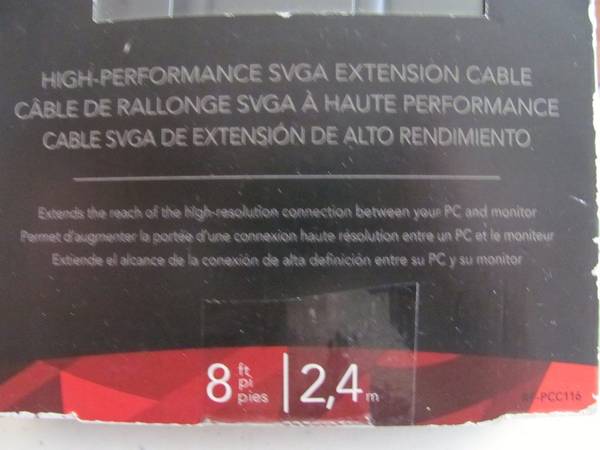 HIGH-PERFORMANCE SVGA EXTENSION CABLE
CÂBLE DE RALLONGE SVGA À HAUTE PERFORMANCE
CABLE SVGA DE EXTENSIÓN DE ALTO RENDIMIENTO
Extends the reach of the high-resolution connection between your PC and monitor
Permet d'augmenter la portée d'une connexion haute résolution entre un PC et le moniteur
Extiende el alcance de la conexión de alta definición entre su PC y su monitor
8 ft pi pies | 2,4 m
RF-PCC116